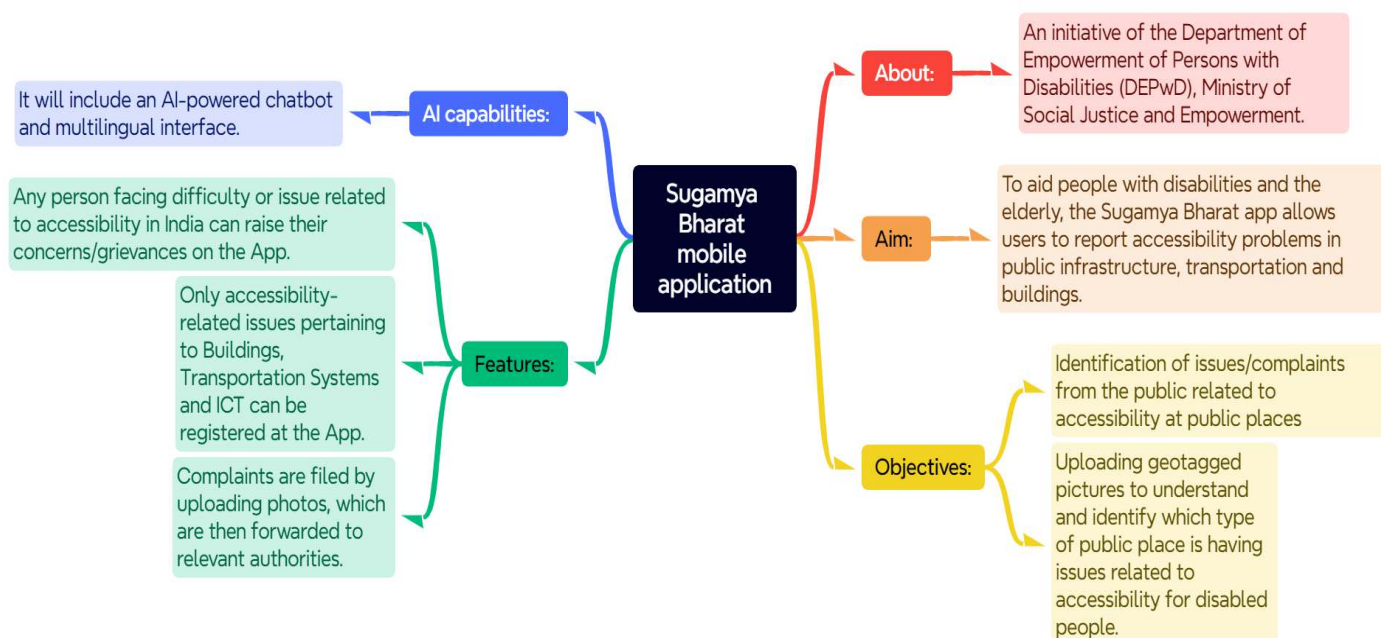 Sugamya
Bharat
mobile
application
About:
An initiative of the Department of
Empowerment of Persons with
Disabilities (DEPwD), Ministry of
Social Justice and Empowerment.
Aim:
To aid people with disabilities and the
elderly, the Sugamya Bharat app allows
users to report accessibility problems in
public infrastructure, transportation and
buildings.
Objectives:
Identification of issues/complaints
from the public related to
accessibility at public places
Uploading geotagged
pictures to understand
and identify which type
of public place is having
issues related to
accessibility for disabled
people.
AI capabilities:
It will include an AI-powered chatbot
and multilingual interface.
Features:
Any person facing difficulty or issue related
to accessibility in India can raise their
concerns/grievances on the App.
Only accessibility-
related issues pertaining
to Buildings,
Transportation Systems
and ICT can be
registered at the App.
Complaints are filed by
uploading photos, which
are then forwarded to
relevant authorities.